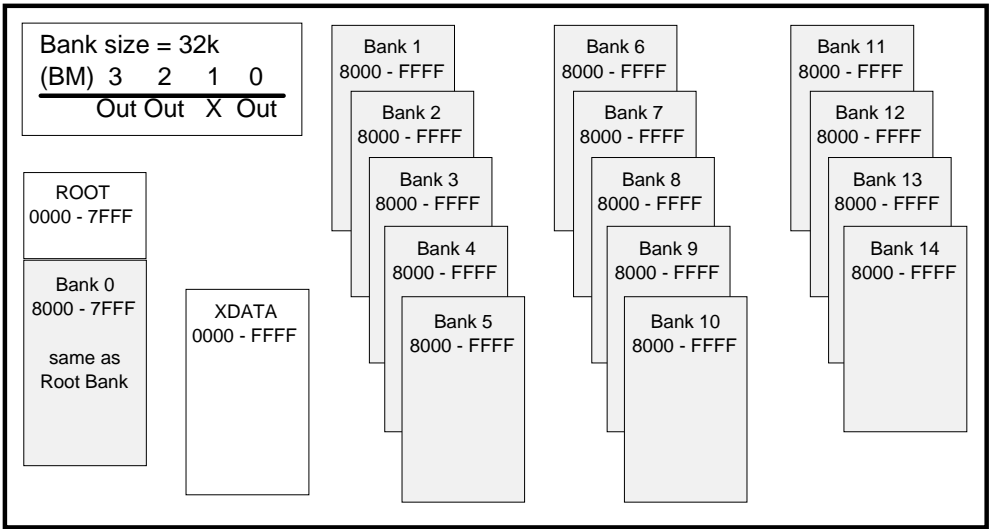 Bank size = 32k
(BM) 3 2 1 0
Out Out X Out
ROOT
0000 - 7FFF
Bank 0
8000 - 7FFF
same as
Root Bank
XDATA
0000 - FFFF
Bank 1
8000 - FFFF
Bank 2
8000 - FFFF
Bank 3
8000 - FFFF
Bank 4
8000 - FFFF
Bank 5
8000 - FFFF
Bank 6
8000 - FFFF
Bank 7
8000 - FFFF
Bank 8
8000 - FFFF
Bank 9
8000 - FFFF
Bank 10
8000 - FFFF
Bank 11
8000 - FFFF
Bank 12
8000 - FFFF
Bank 13
8000 - FFFF
Bank 14
8000 - FFFF